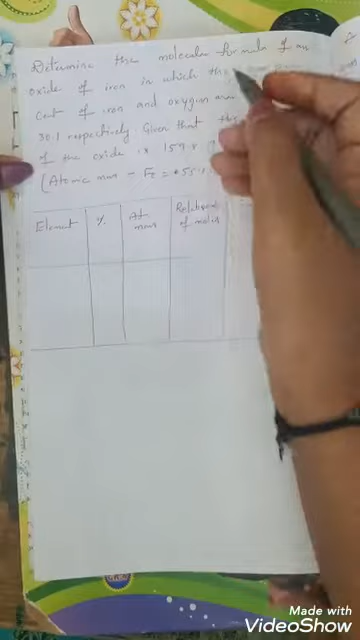 Determine the molecular formula of an
oxide of iron in which the
cent of iron and oxygen are
30.1 respectively. Given that the
of the oxide is 159.8
[Atomic mass - Fe = 55.
Element
%
At.
mass
Relative
of moles
Made with
VideoShow